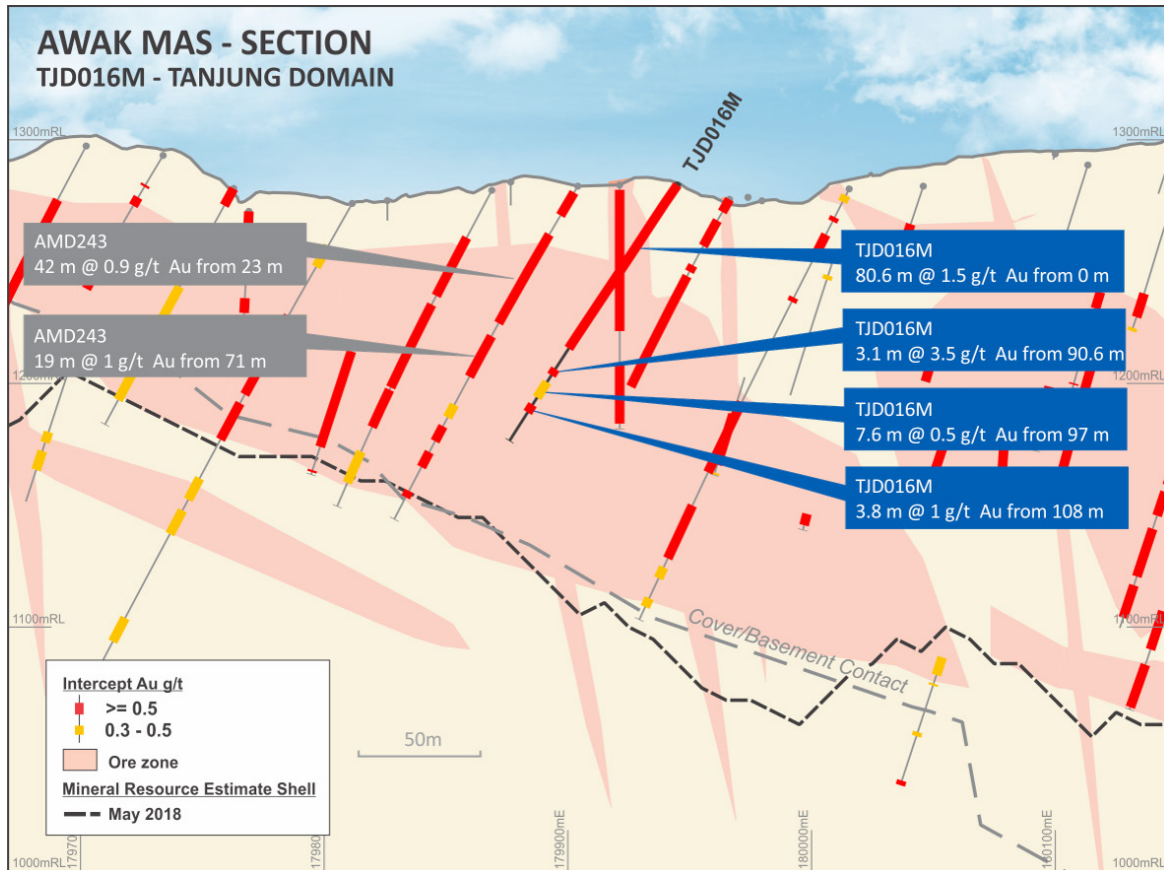 AWAK MAS - SECTION
TJD016M - TANJUNG DOMAIN
TJD016M
1300mRL
1300mRL
AMD243
42 m @ 0.9 g/t Au from 23 m
TJD016M
80.6 m @ 1.5 g/t Au from 0 m
AMD243
19 m @ 1 g/t Au from 71 m
TJD016M
3.1 m @ 3.5 g/t Au from 90.6 m
1200mRL
1200mRL
TJD016M
7.6 m @ 0.5 g/t Au from 97 m
TJD016M
3.8 m @ 1 g/t Au from 108 m
1100mRL
1100mRL
Cover/Basement Contact
Intercept Au g/t
>= 0.5
0.3 - 0.5
Ore zone
Mineral Resource Estimate Shell
May 2018
50m
17970
17980
179900mE
180000mE
180100mE
1000mRL
1000mRL